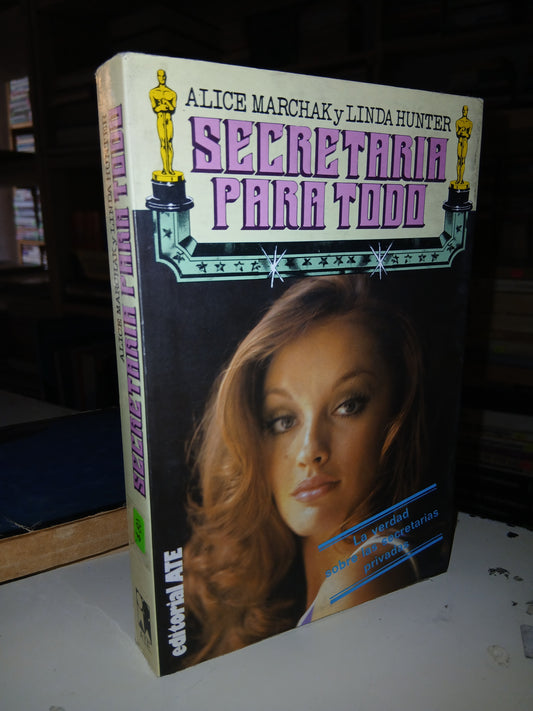 ALICE MARCHAK y LINDA HUNTER
SECRETARIA
PARA TODO
La verdad
sobre las secretarias
privadas
editorial ATE
ALICE MARCHAK y LINDA HUNTER
SECRETARIA PARA TODO